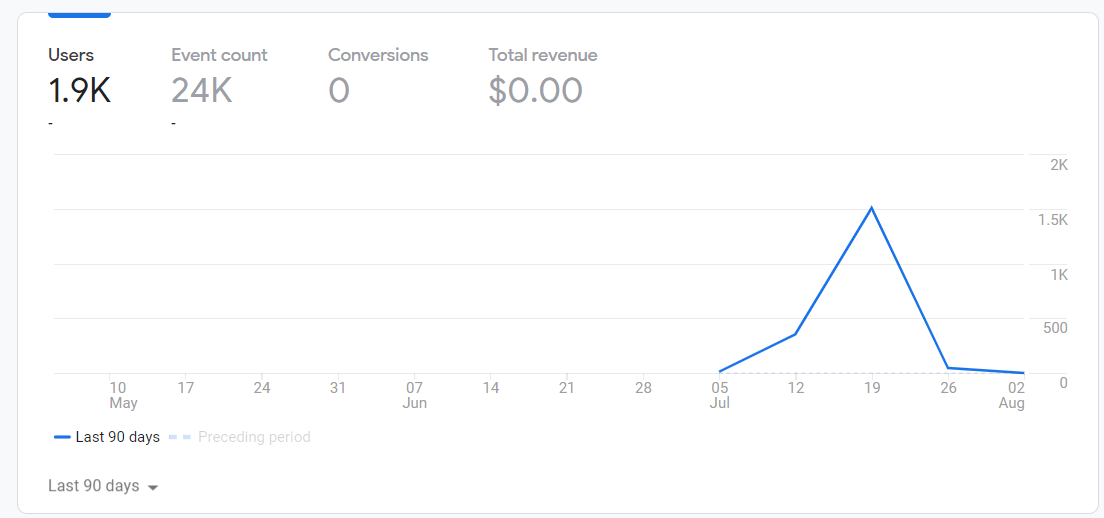 Users Event count Conversions Total revenue
1.9K 24K 0 $0.00
- -
2K
1.5K
1K
500
0
10 17 24 31 07 14 21 28 05 12 19 26 02
May Jun Jul Aug
Last 90 days Preceding period
Last 90 days